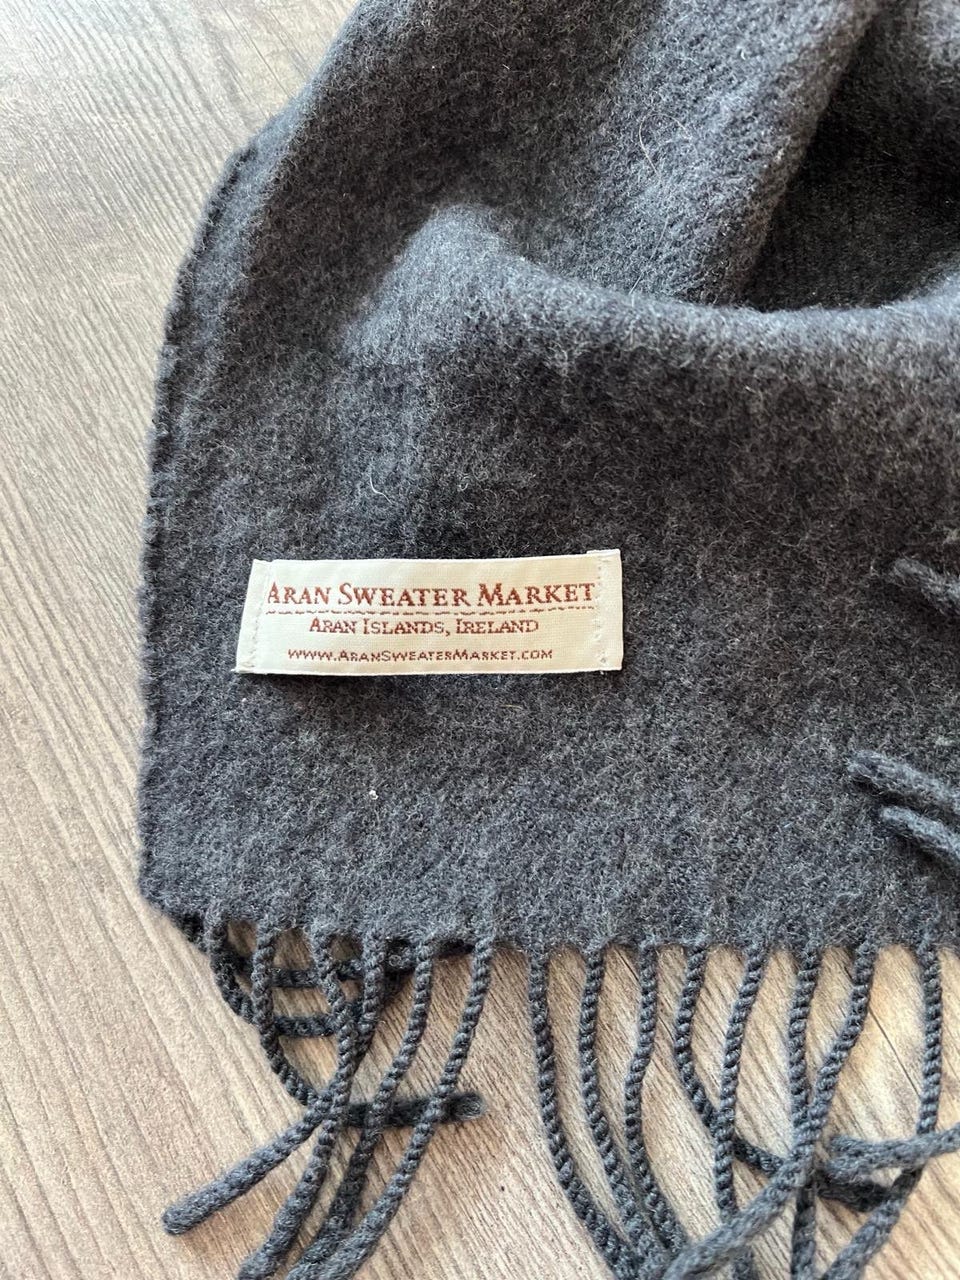 Aran Sweater Market
Aran Islands, Ireland
www.AranSweaterMarket.com